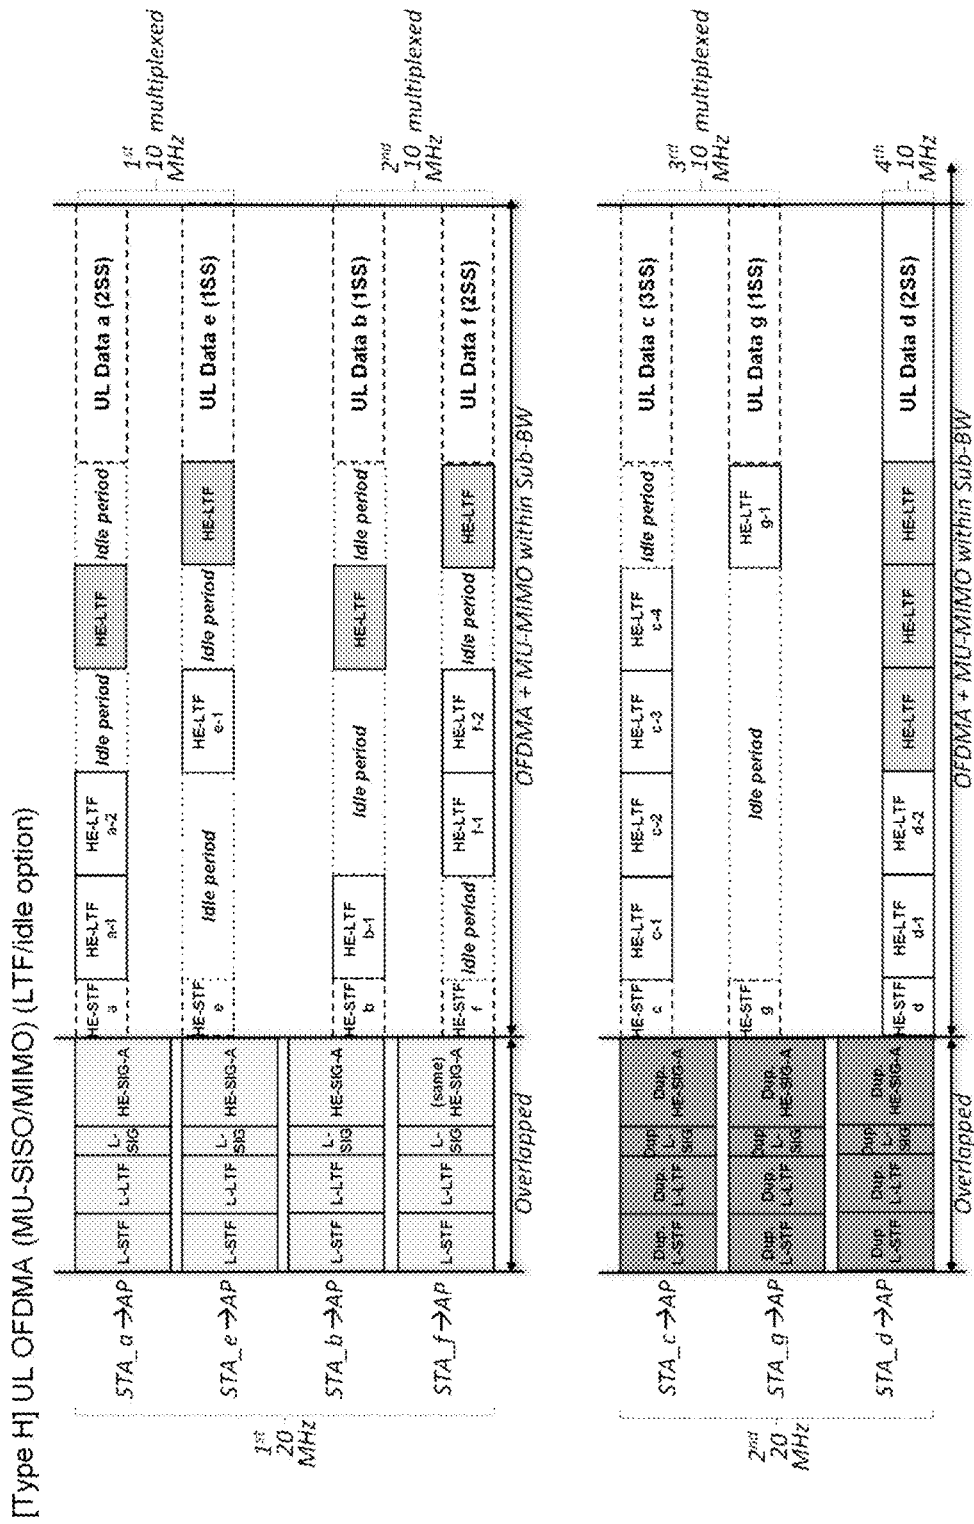 [Type H] UL OFDMA (MU-SISO/MIMO) (LTF/idle option)
1st 20 MHz
STA_a→AP
L-STF
L-LTF
L-SIG
HE-SIG-A
HE-STF a
HE-LTF a-1
HE-LTF a-2
Idle period
HE-LTF
Idle period
UL Data a (2SS)
STA_e→AP
L-STF
L-LTF
L-SIG
HE-SIG-A
HE-STF e
Idle period
HE-LTF e-1
Idle period
HE-LTF
UL Data e (1SS)
1st 10 MHz multiplexed
STA_b→AP
L-STF
L-LTF
L-SIG
HE-SIG-A
HE-STF b
HE-LTF b-1
Idle period
HE-LTF
Idle period
UL Data b (1SS)
STA_f→AP
L-STF
L-LTF
L-SIG
(same) HE-SIG-A
HE-STF f
Idle period
HE-LTF f-1
HE-LTF f-2
Idle period
HE-LTF
UL Data f (2SS)
2nd 10 MHz multiplexed
Overlapped
OFDMA + MU-MIMO within Sub-BW
2nd 20 MHz
STA_c→AP
Dup L-STF
Dup L-LTF
Dup L-SIG
Dup HE-SIG-A
HE-STF c
HE-LTF c-1
HE-LTF c-2
HE-LTF c-3
HE-LTF c-4
Idle period
UL Data c (3SS)
STA_g→AP
Dup L-STF
Dup L-LTF
Dup L-SIG
Dup HE-SIG-A
HE-STF g
Idle period
HE-LTF g-1
UL Data g (1SS)
3rd 10 MHz multiplexed
STA_d→AP
Dup L-STF
Dup L-LTF
Dup SIG
Dup HE-SIG-A
HE-STF d
HE-LTF d-1
HE-LTF d-2
HE-LTF
HE-LTF
HE-LTF
UL Data d (2SS)
4th 10 MHz
Overlapped
OFDMA + MU-MIMO within Sub-BW